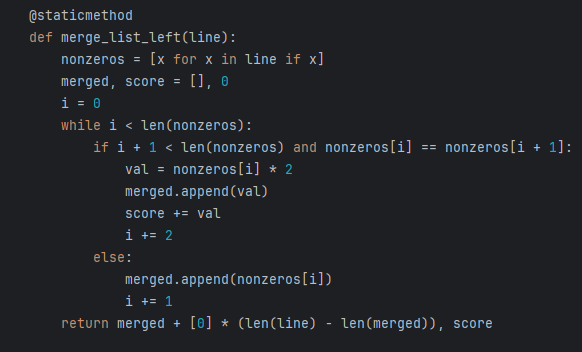 @staticmethod
def merge_list_left(line):
    nonzeros = [x for x in line if x]
    merged, score = [], 0
    i = 0
    while i < len(nonzeros):
        if i + 1 < len(nonzeros) and nonzeros[i] == nonzeros[i + 1]:
            val = nonzeros[i] * 2
            merged.append(val)
            score += val
            i += 2
        else:
            merged.append(nonzeros[i])
            i += 1
    return merged + [0] * (len(line) - len(merged)), score